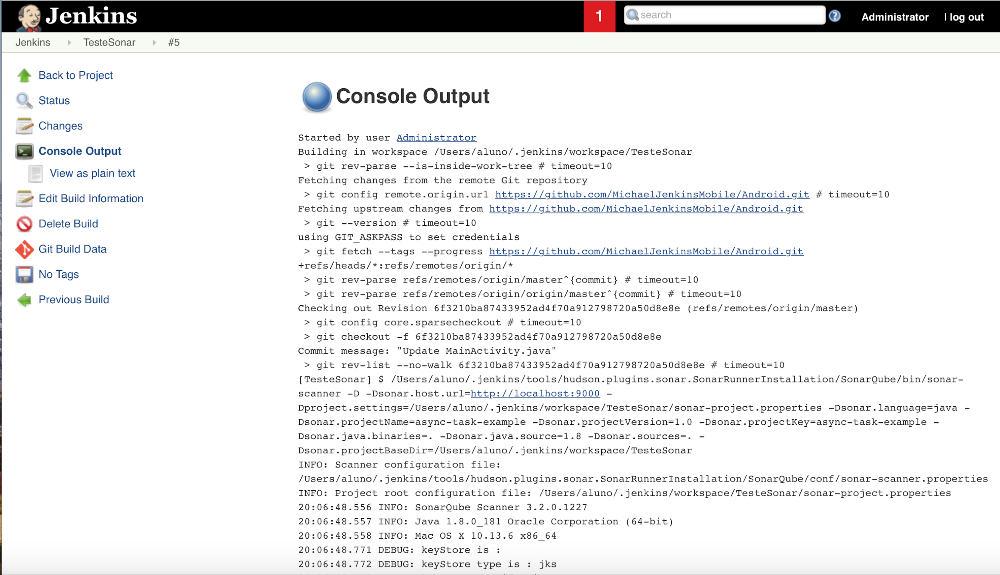 Jenkins
1
search
?
Administrator
| log out
Jenkins
TesteSonar
#5
Back to Project
Status
Changes
Console Output
View as plain text
Edit Build Information
Delete Build
Git Build Data
No Tags
Previous Build
Console Output
Started by user Administrator
Building in workspace /Users/aluno/.jenkins/workspace/TesteSonar
> git rev-parse --is-inside-work-tree # timeout=10
Fetching changes from the remote Git repository
> git config remote.origin.url https://github.com/MichaelJenkinsMobile/Android.git # timeout=10
Fetching upstream changes from https://github.com/MichaelJenkinsMobile/Android.git
> git --version # timeout=10
using GIT_ASKPASS to set credentials
> git fetch --tags --progress https://github.com/MichaelJenkinsMobile/Android.git
+refs/heads/*:refs/remotes/origin/*
> git rev-parse refs/remotes/origin/master^{commit} # timeout=10
> git rev-parse refs/remotes/origin/origin/master^{commit} # timeout=10
Checking out Revision 6f3210ba87433952ad4f70a912798720a50d8e8e (refs/remotes/origin/master)
> git config core.sparsecheckout # timeout=10
> git checkout -f 6f3210ba87433952ad4f70a912798720a50d8e8e
Commit message: "Update MainActivity.java"
> git rev-list --no-walk 6f3210ba87433952ad4f70a912798720a50d8e8e # timeout=10
[TesteSonar] $ /Users/aluno/.jenkins/tools/hudson.plugins.sonar.SonarRunnerInstallation/SonarQube/bin/sonar-
scanner -D -Dsonar.host.url=http://localhost:9000 -
Dproject.settings=/Users/aluno/.jenkins/workspace/TesteSonar/sonar-project.properties -Dsonar.language=java -
Dsonar.projectName=async-task-example -Dsonar.projectVersion=1.0 -Dsonar.projectKey=async-task-example -
Dsonar.java.binaries=. -Dsonar.java.source=1.8 -Dsonar.sources=. -
Dsonar.projectBaseDir=/Users/aluno/.jenkins/workspace/TesteSonar
INFO: Scanner configuration file:
/Users/aluno/.jenkins/tools/hudson.plugins.sonar.SonarRunnerInstallation/SonarQube/conf/sonar-scanner.properties
INFO: Project root configuration file: /Users/aluno/.jenkins/workspace/TesteSonar/sonar-project.properties
20:06:48.556 INFO: SonarQube Scanner 3.2.0.1227
20:06:48.557 INFO: Java 1.8.0_181 Oracle Corporation (64-bit)
20:06:48.558 INFO: Mac OS X 10.13.6 x86_64
20:06:48.771 DEBUG: keyStore is :
20:06:48.772 DEBUG: keyStore type is : jks